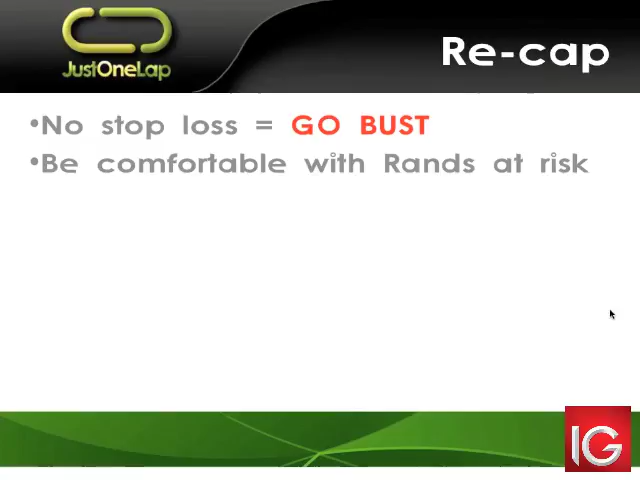 JustOneLap
Re-cap
•No stop loss = GO BUST
•Be comfortable with Rands at risk
IG